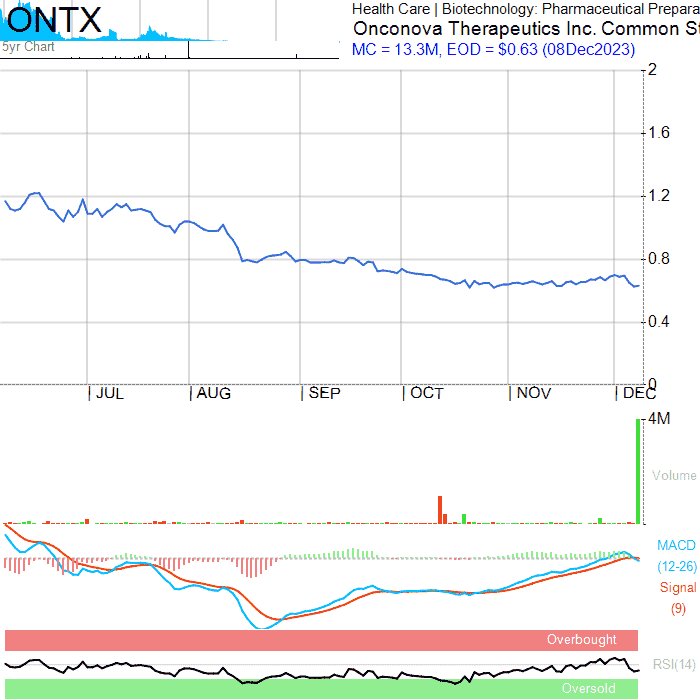 ONTX
5yr Chart
Health Care | Biotechnology: Pharmaceutical Prepara
Onconova Therapeutics Inc. Common St
MC = 13.3M, EOD = $0.63 (08Dec2023)
2
1.6
1.2
0.8
0.4
0
JUL AUG SEP OCT NOV DEC
4M
Volume
MACD
(12-26)
Signal
(9)
Overbought
RSI(14)
Oversold